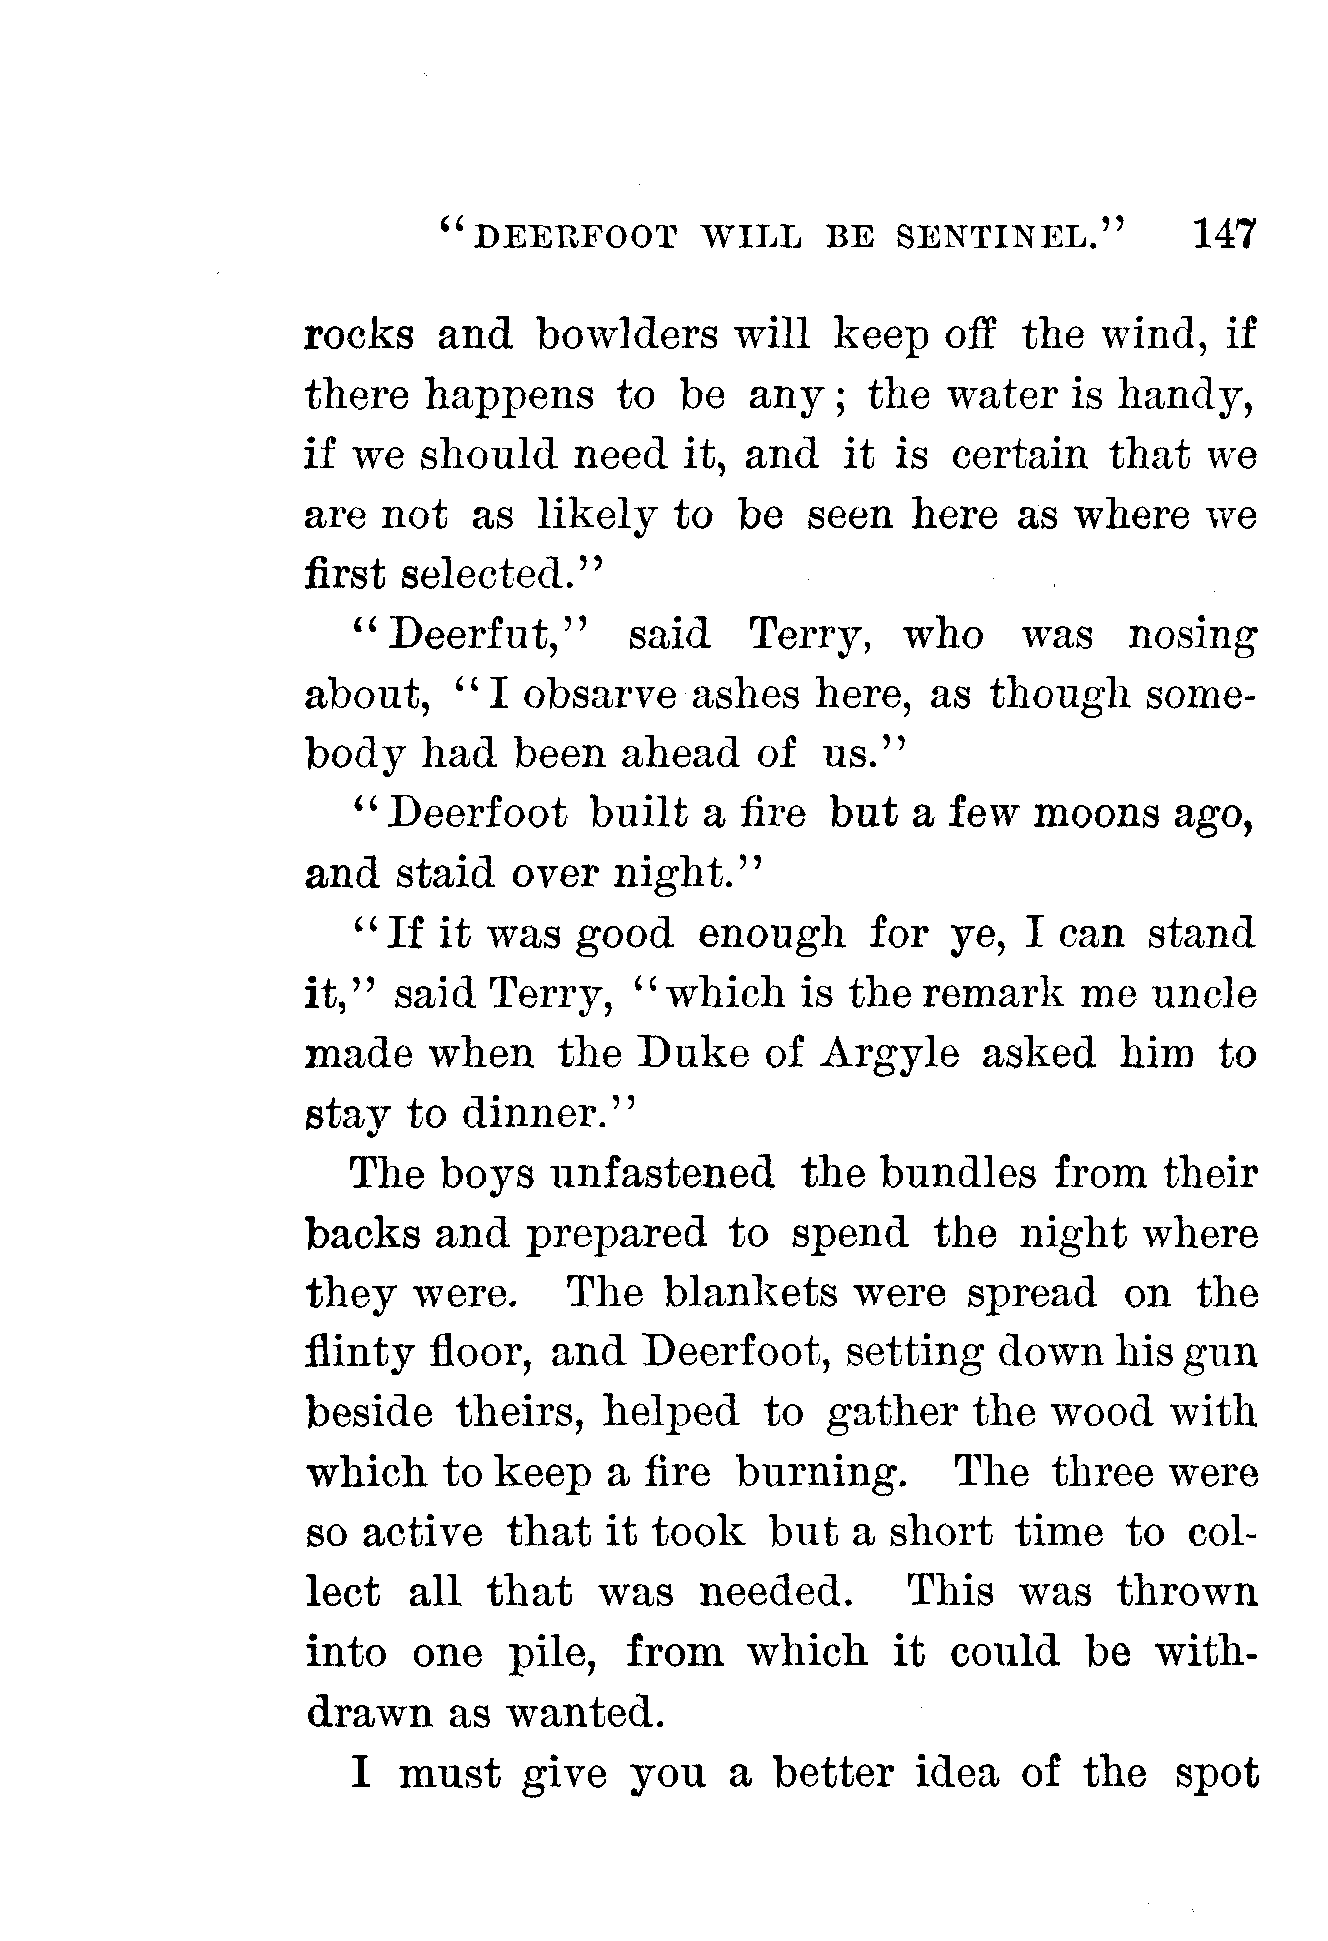 "DEERFOOT WILL BE SENTINEL." 147
rocks and bowlders will keep off the wind, if
there happens to be any; the water is handy,
if we should need it, and it is certain that we
are not as likely to be seen here as where we
first selected."
"Deerfut," said Terry, who was nosing
about, "I obsarve ashes here, as though some-
body had been ahead of us."
"Deerfoot built a fire but a few moons ago,
and staid over night."
"If it was good enough for ye, I can stand
it," said Terry, "which is the remark me uncle
made when the Duke of Argyle asked him to
stay to dinner."
The boys unfastened the bundles from their
backs and prepared to spend the night where
they were. The blankets were spread on the
flinty floor, and Deerfoot, setting down his gun
beside theirs, helped to gather the wood with
which to keep a fire burning. The three were
so active that it took but a short time to col-
lect all that was needed. This was thrown
into one pile, from which it could be with-
drawn as wanted.
I must give you a better idea of the spot